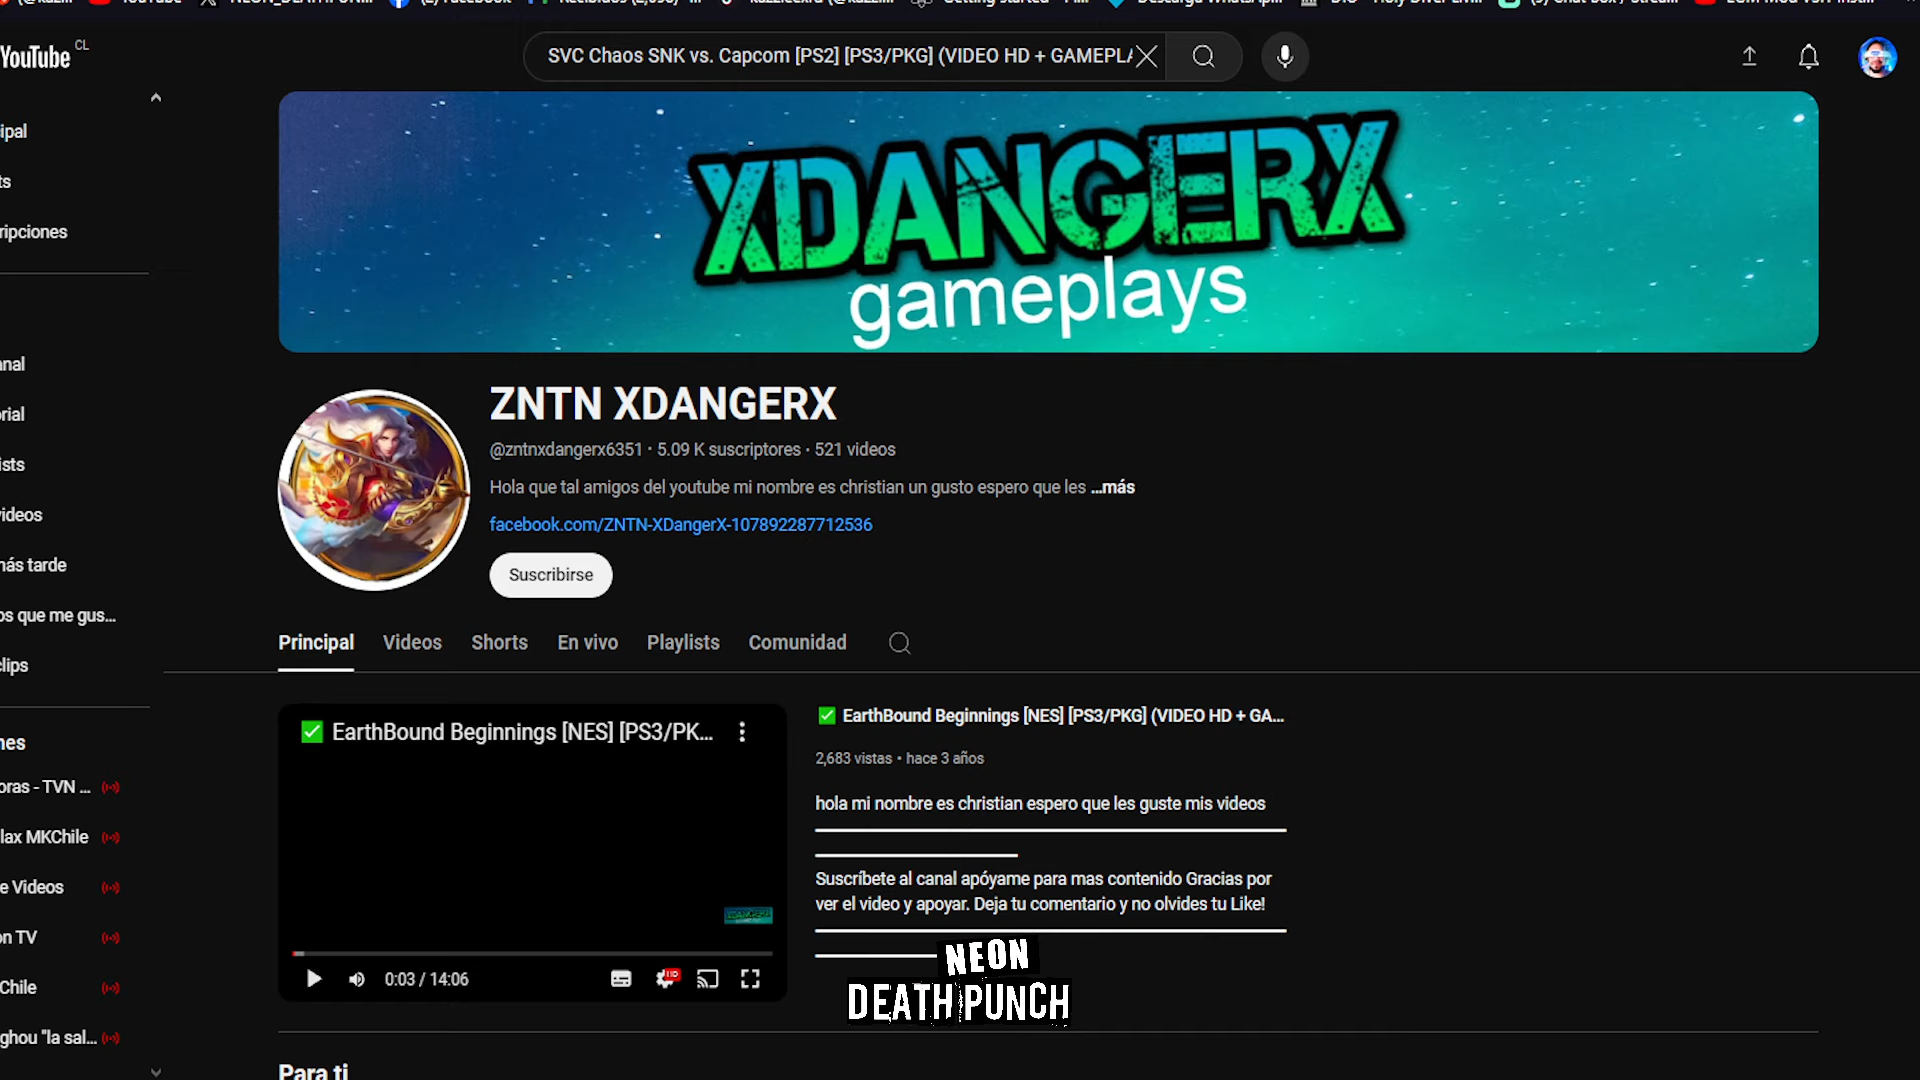 YouTube CL
SVC Chaos SNK vs. Capcom [PS2] [PS3/PKG] (VIDEO HD + GAMEPLA
ipal
ts
ripciones
anal
orial
ists
videos
más tarde
os que me gus...
clips
nes
oras - TVN ...
lax MKChile
e Videos
on TV
Chile
ghou "la sal...
XDANGERX
gameplays
ZNTN XDANGERX
@zntnxdangerx6351 · 5.09 K suscriptores · 521 videos
Hola que tal amigos del youtube mi nombre es christian un gusto espero que les ...más
facebook.com/ZNTN-XDangerX-107892287712536
Suscribirse
Principal Videos Shorts En vivo Playlists Comunidad
EarthBound Beginnings [NES] [PS3/PK...
0:03 / 14:06
HD
EarthBound Beginnings [NES] [PS3/PKG] (VIDEO HD + GA...
2,683 vistas · hace 3 años
hola mi nombre es christian espero que les guste mis videos
Suscríbete al canal apóyame para mas contenido Gracias por
ver el video y apoyar. Deja tu comentario y no olvides tu Like!
NEON
DEATH PUNCH
Para ti